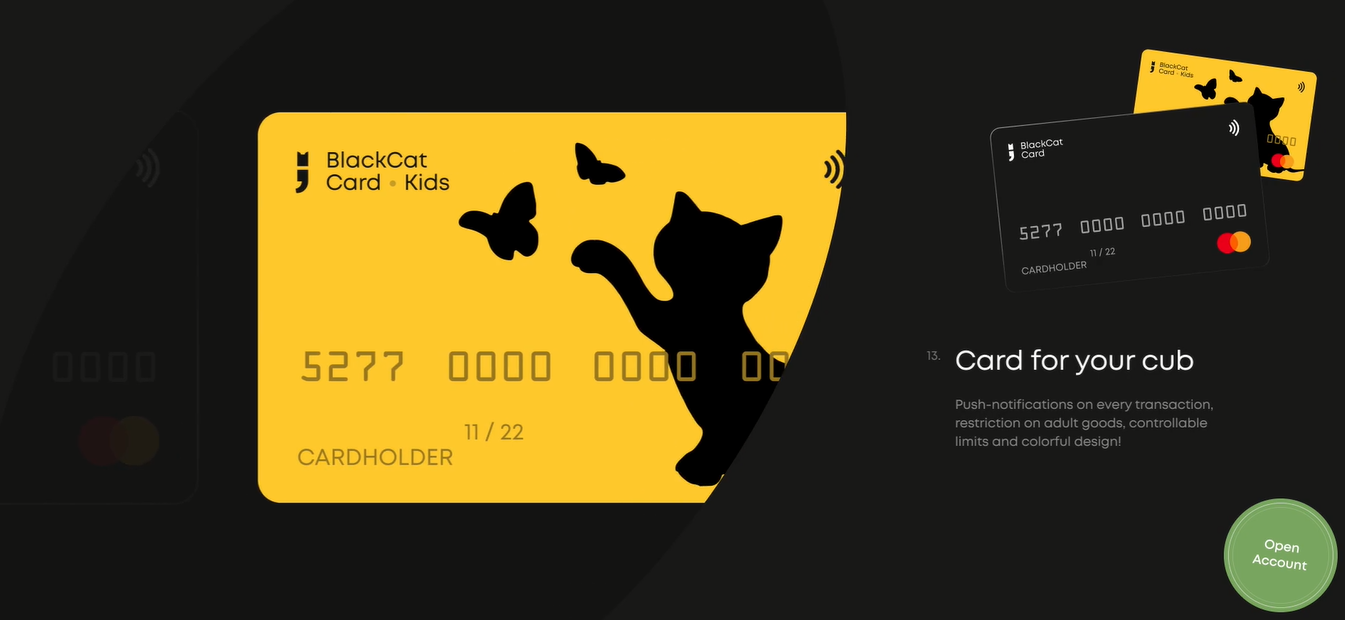 BlackCat
Card • Kids
5277 0000 0000 00
11 / 22
CARDHOLDER
0000
BlackCat
Card • Kids
0000
BlackCat
Card
5277 0000 0000 0000
11 / 22
CARDHOLDER
13. Card for your cub
Push-notifications on every transaction,
restriction on adult goods, controllable
limits and colorful design!
Open
Account